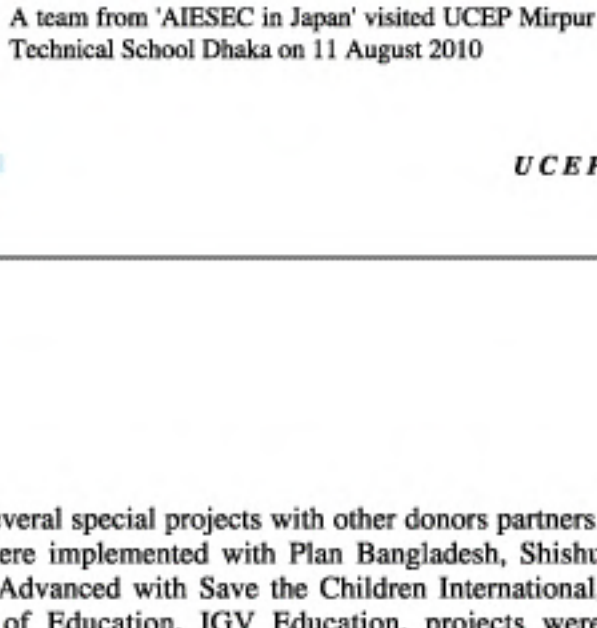 A team from 'AIESEC in Japan' visited UCEP Mirpur
Technical School Dhaka on 11 August 2010
UCEP
veral special projects with other donors partners
ere implemented with Plan Bangladesh, Shishu
Advanced with Save the Children International
of Education, IGV Education, projects were